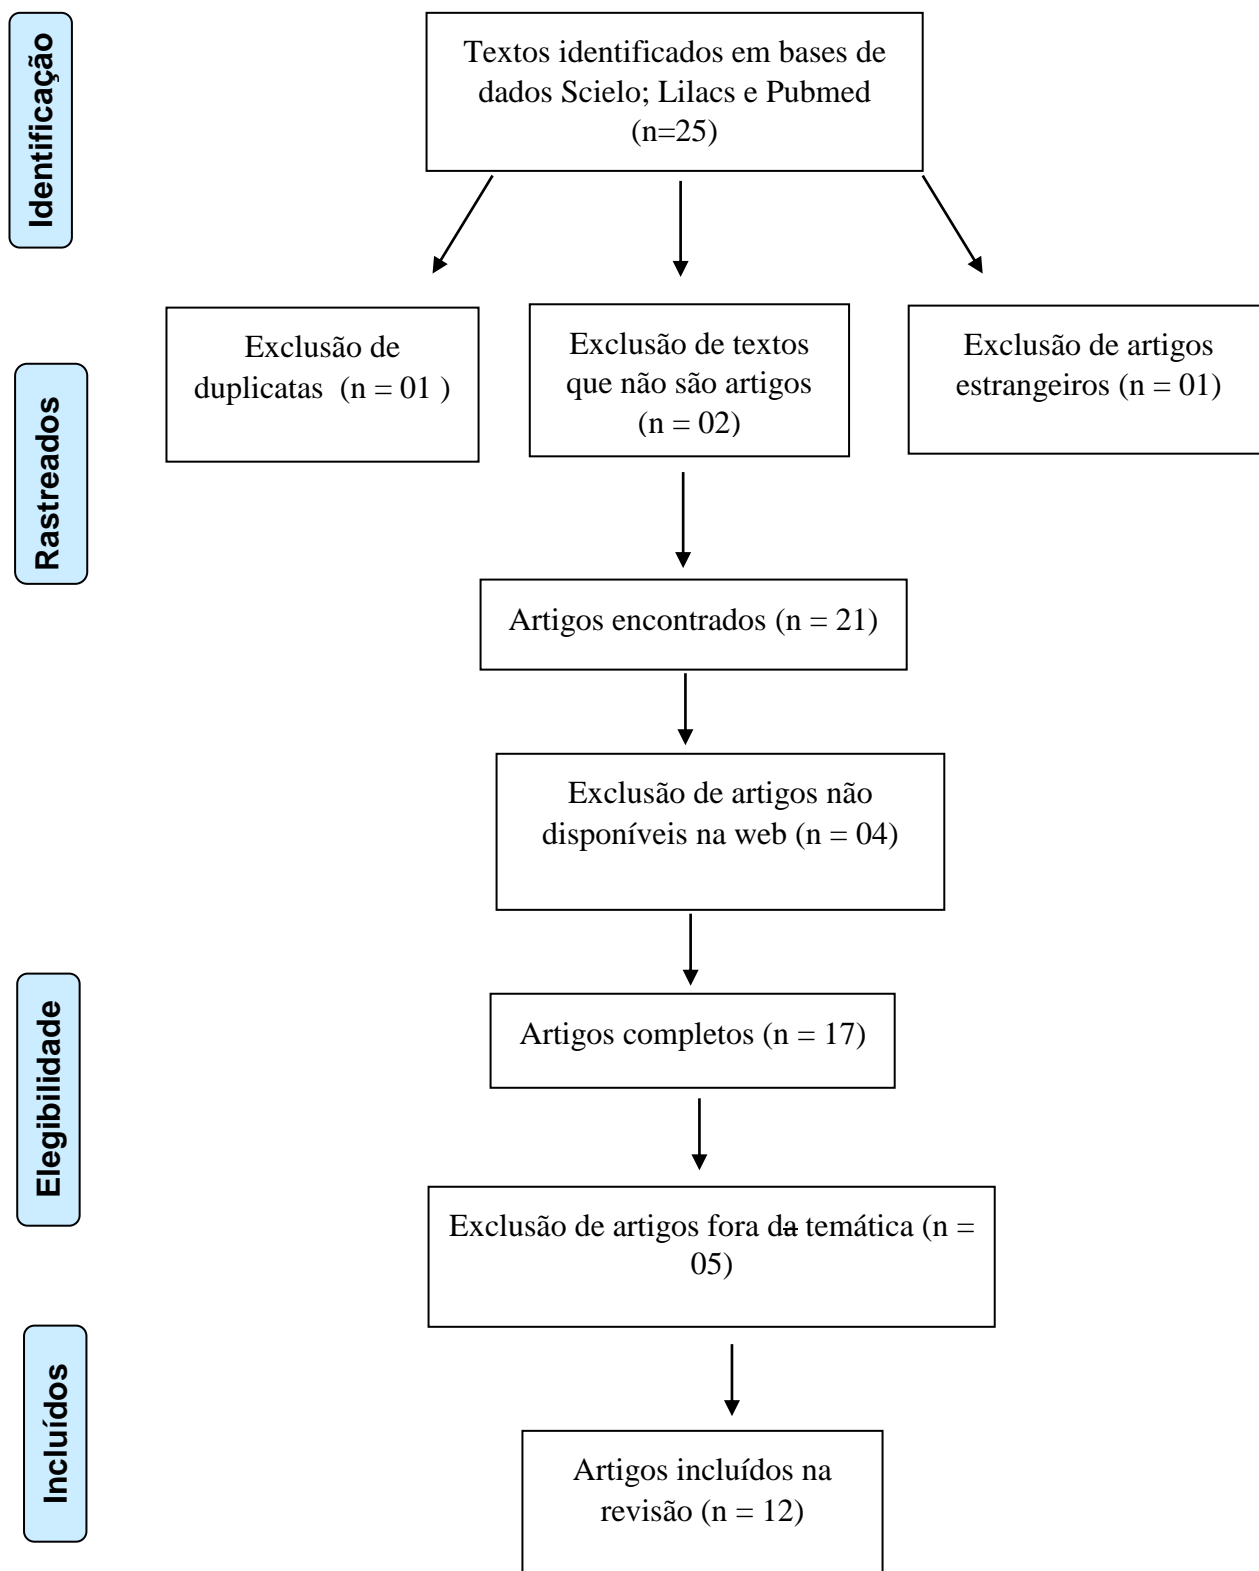 Identificação
Textos identificados em bases de
dados Scielo; Lilacs e Pubmed
(n=25)
Rastreados
Exclusão de
duplicatas (n = 01 )
Exclusão de textos
que não são artigos
(n = 02)
Exclusão de artigos
estrangeiros (n = 01)
Artigos encontrados (n = 21)
Exclusão de artigos não
disponíveis na web (n = 04)
Elegibilidade
Artigos completos (n = 17)
Exclusão de artigos fora da temática (n =
05)
Incluídos
Artigos incluídos na
revisão (n = 12)